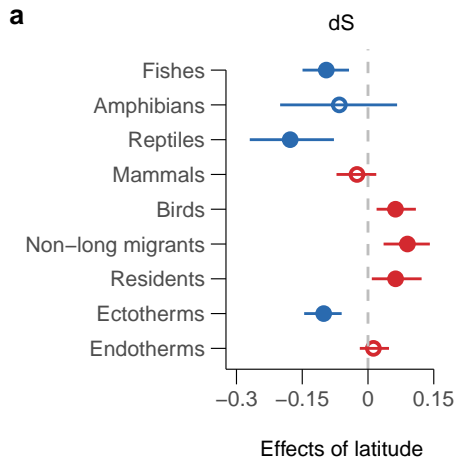 a
dS
Fishes
Amphibians
Reptiles
Mammals
Birds
Non−long migrants
Residents
Ectotherms
Endotherms
−0.3 −0.15 0 0.15
Effects of latitude